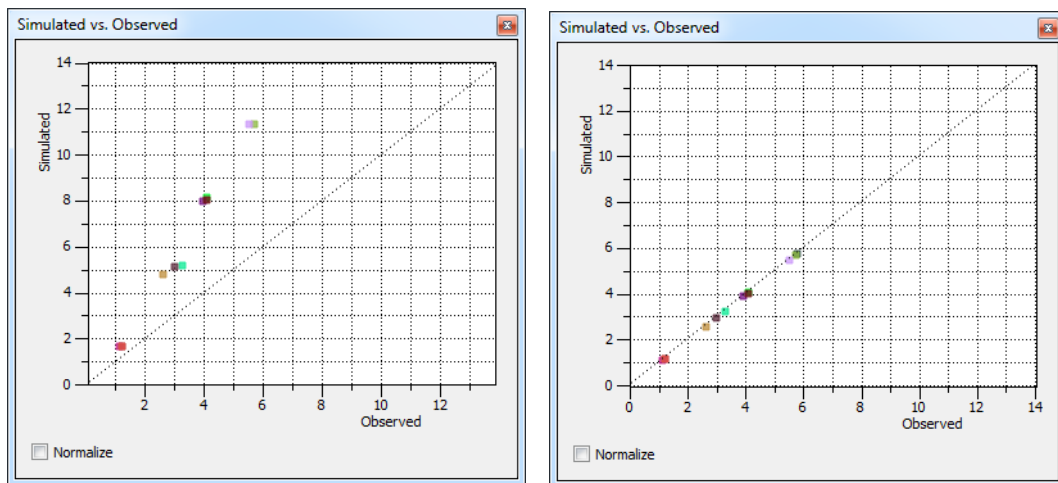 Simulated vs. Observed
14
12
10
8
6
4
2
0
Simulated
2 4 6 8 10 12
Observed
Normalize
Simulated vs. Observed
14
12
10
8
6
4
2
0
Simulated
0 2 4 6 8 10 12 14
Observed
Normalize